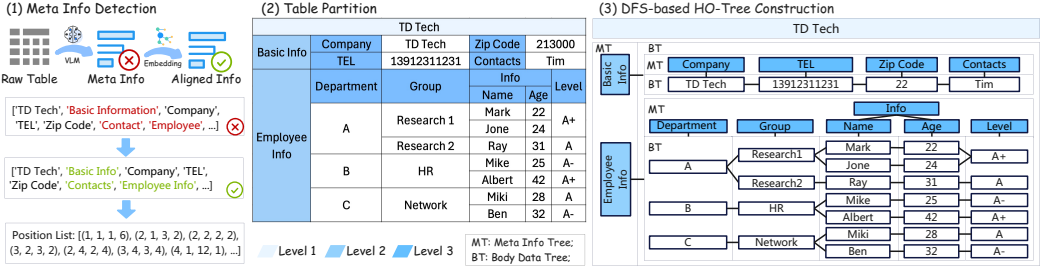 (1) Meta Info Detection
VLM
Embedding
Raw Table
Meta Info
Aligned Info
['TD Tech', 'Basic Information', 'Company',
'TEL', 'Zip Code', 'Contact', 'Employee', ...]
['TD Tech', 'Basic Info', 'Company', 'TEL',
'Zip Code', 'Contacts', 'Employee Info', ...]
Position List: [(1, 1, 1, 6), (2, 1, 3, 2), (2, 2, 2, 2),
(3, 2, 3, 2), (2, 4, 2, 4), (3, 4, 3, 4), (4, 1, 12, 1), ...]
(2) Table Partition
TD Tech
Basic Info
Company
TD Tech
Zip Code
213000
TEL
13912311231
Contacts
Tim
Employee
Info
Department
Group
Info
Level
Name
Age
A
Research 1
Mark
22
A+
Jone
24
Research 2
Ray
31
A
B
HR
Mike
25
A-
Albert
42
A+
C
Network
Miki
28
A
Ben
32
A-
Level 1
Level 2
Level 3
MT: Meta Info Tree;
BT: Body Data Tree;
(3) DFS-based HO-Tree Construction
TD Tech
MT
BT
Basic
Info
MT
Company
TEL
Zip Code
Contacts
BT
TD Tech
13912311231
22
Tim
Employee
Info
MT
Info
Department
Group
Name
Age
Level
BT
A
Research1
Mark
22
A+
Jone
24
Research2
Ray
31
A
B
HR
Mike
25
A-
Albert
42
A+
C
Network
Miki
28
A
Ben
32
A-